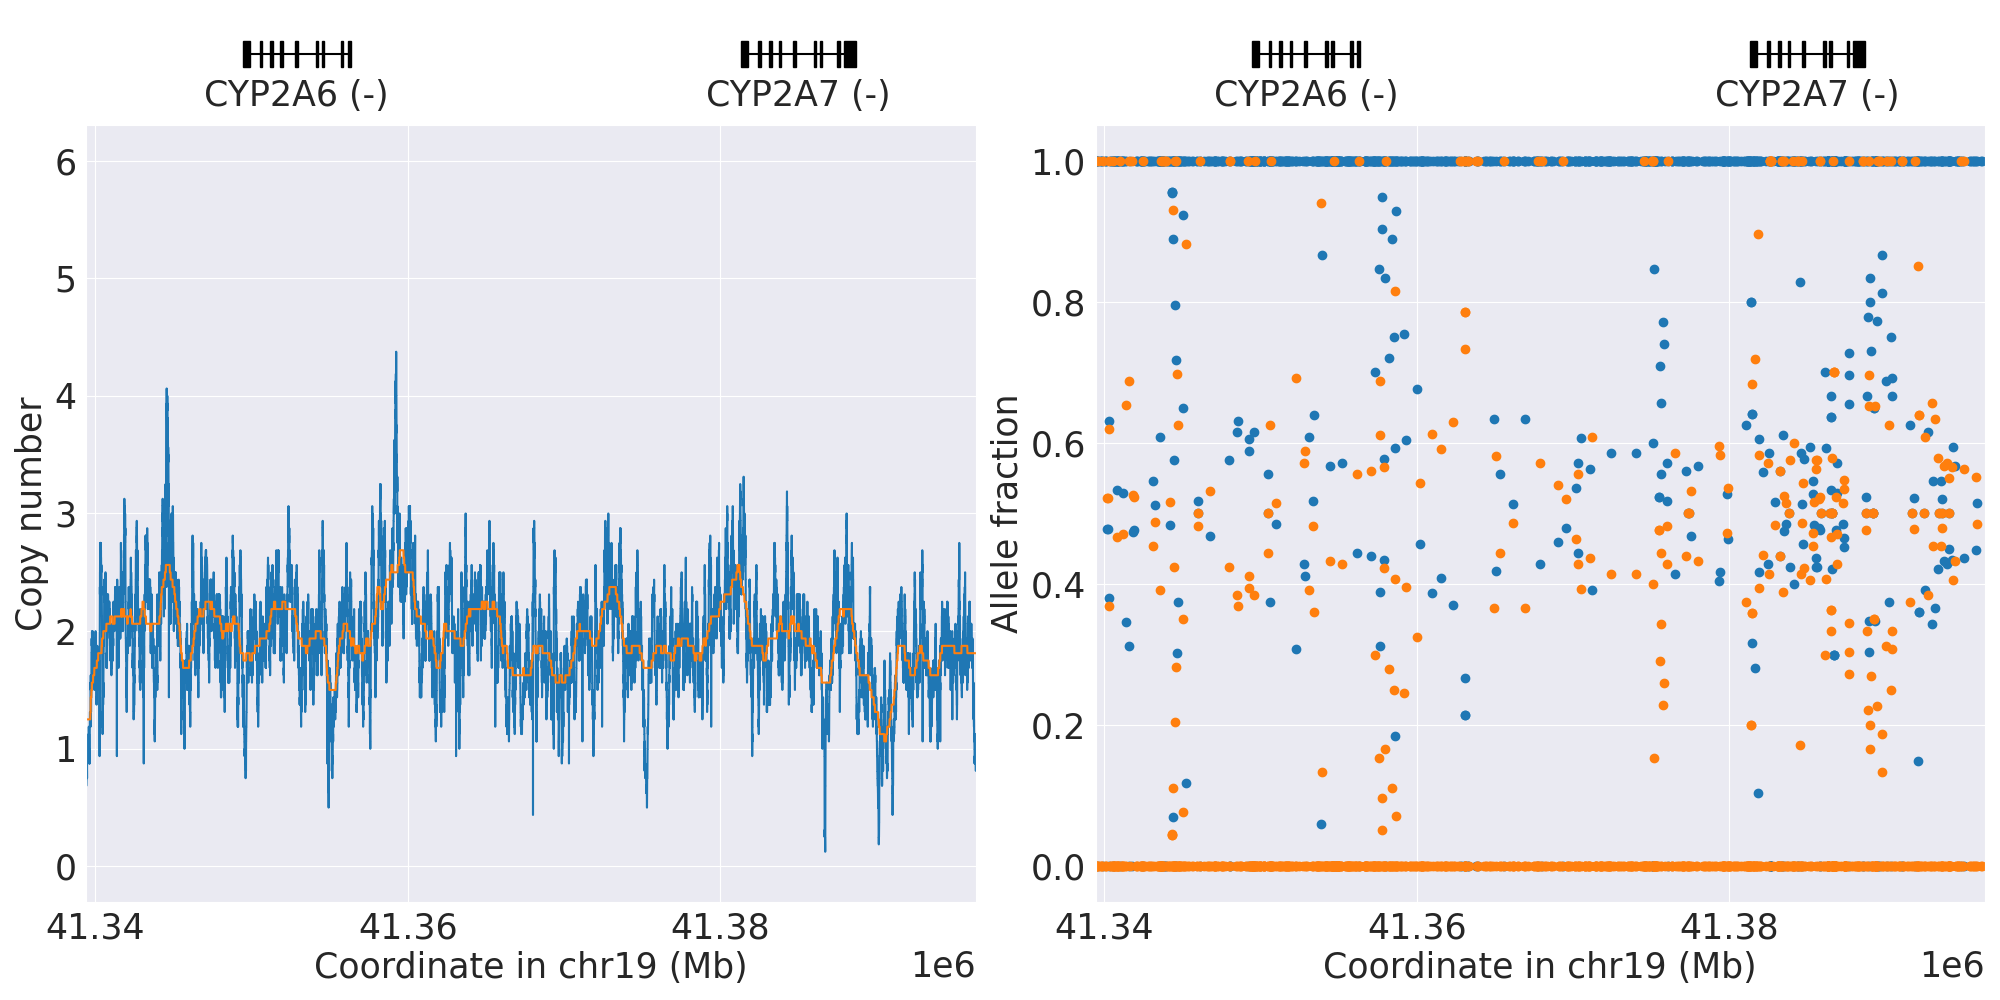 CYP2A6 (-) CYP2A7 (-)
6
5
4
3
2
1
0
Copy number
41.34 41.36 41.38
Coordinate in chr19 (Mb) 1e6
CYP2A6 (-) CYP2A7 (-)
1.0
0.8
0.6
0.4
0.2
0.0
Allele fraction
41.34 41.36 41.38
Coordinate in chr19 (Mb) 1e6